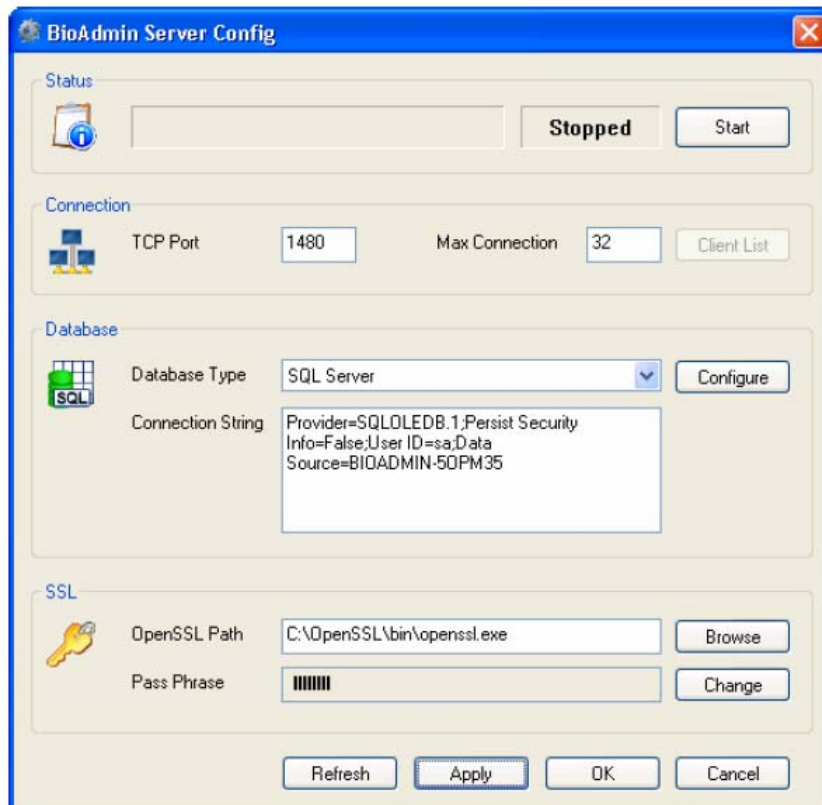 BioAdmin Server Config
Status
Stopped
Start
Connection
TCP Port
1480
Max Connection
32
Client List
Database
SQL
Database Type
SQL Server
Configure
Connection String
Provider=SQLOLEDB.1;Persist Security
Info=False;User ID=sa;Data
Source=BIOADMIN-5OPM35
SSL
OpenSSL Path
C:\OpenSSL\bin\openssl.exe
Browse
Pass Phrase
Change
Refresh
Apply
OK
Cancel